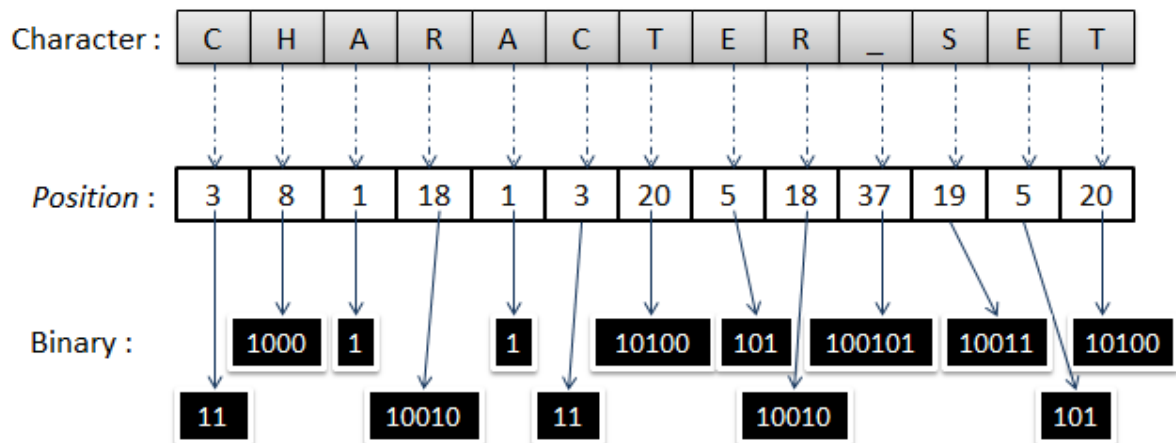 Character : C H A R A C T E R _ S E T
Position : 3 8 1 18 1 3 20 5 18 37 19 5 20
Binary : 1000 1 1 10100 101 100101 10011 10100
11 10010 11 10010 101